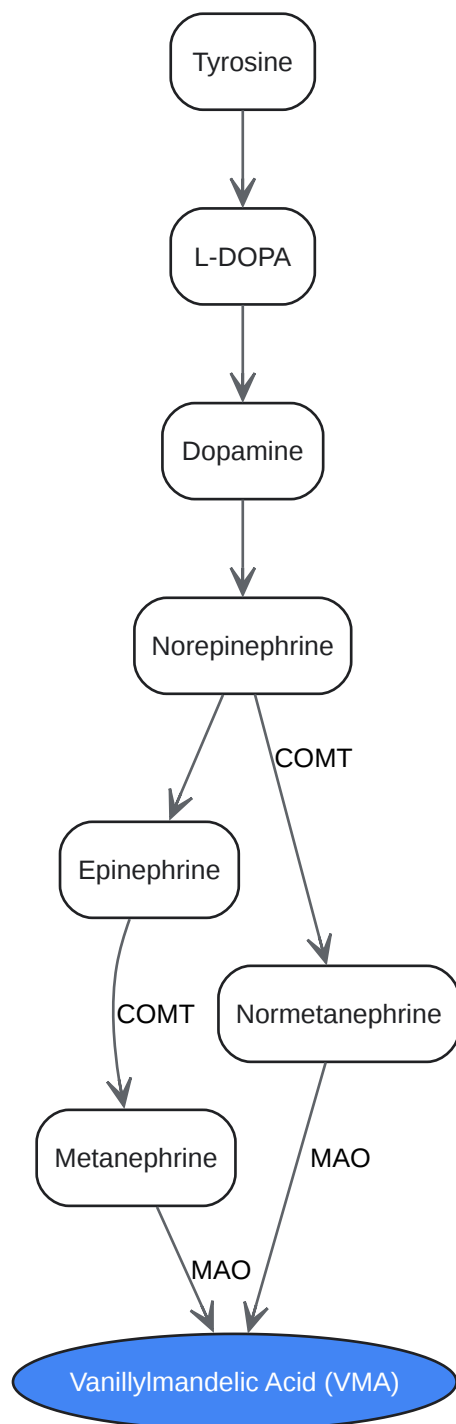 Tyrosine
L-DOPA
Dopamine
Norepinephrine
COMT
Epinephrine
COMT
Normetanephrine
Metanephrine
MAO
MAO
Vanillylmandelic Acid (VMA)